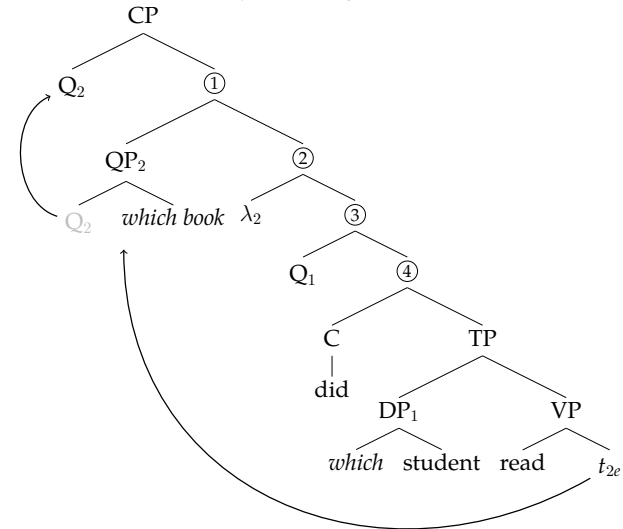 CP
Q₂ ①
QP₂ ②
Q₂ which book λ₂ ③
Q₁ ④
C TP
did
DP₁ VP
which student read t₂ₑ